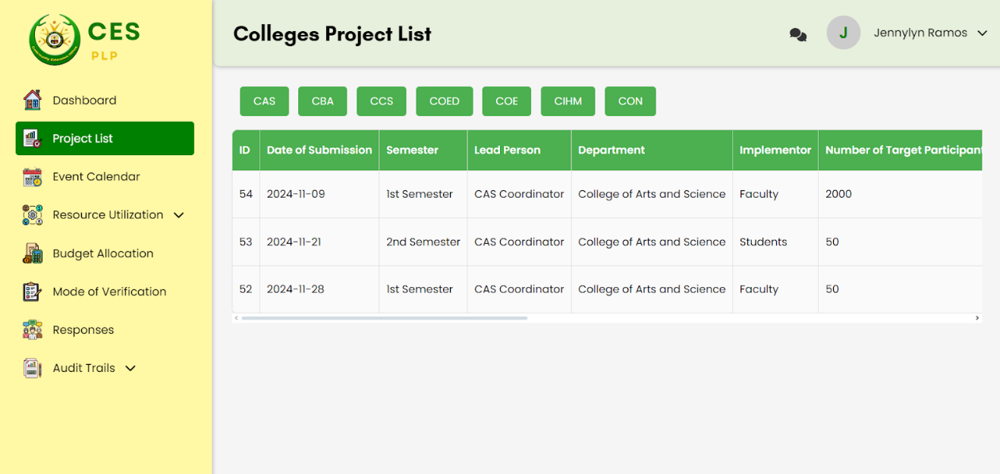 CES
PLP
Community Extension Office
Dashboard
Project List
Event Calendar
Resource Utilization
Budget Allocation
Mode of Verification
Responses
Audit Trails
Colleges Project List
J Jennylyn Ramos
CAS CBA CCS COED COE CIHM CON
ID Date of Submission Semester Lead Person Department Implementor Number of Target Participant
54 2024-11-09 1st Semester CAS Coordinator College of Arts and Science Faculty 2000
53 2024-11-21 2nd Semester CAS Coordinator College of Arts and Science Students 50
52 2024-11-28 1st Semester CAS Coordinator College of Arts and Science Faculty 50